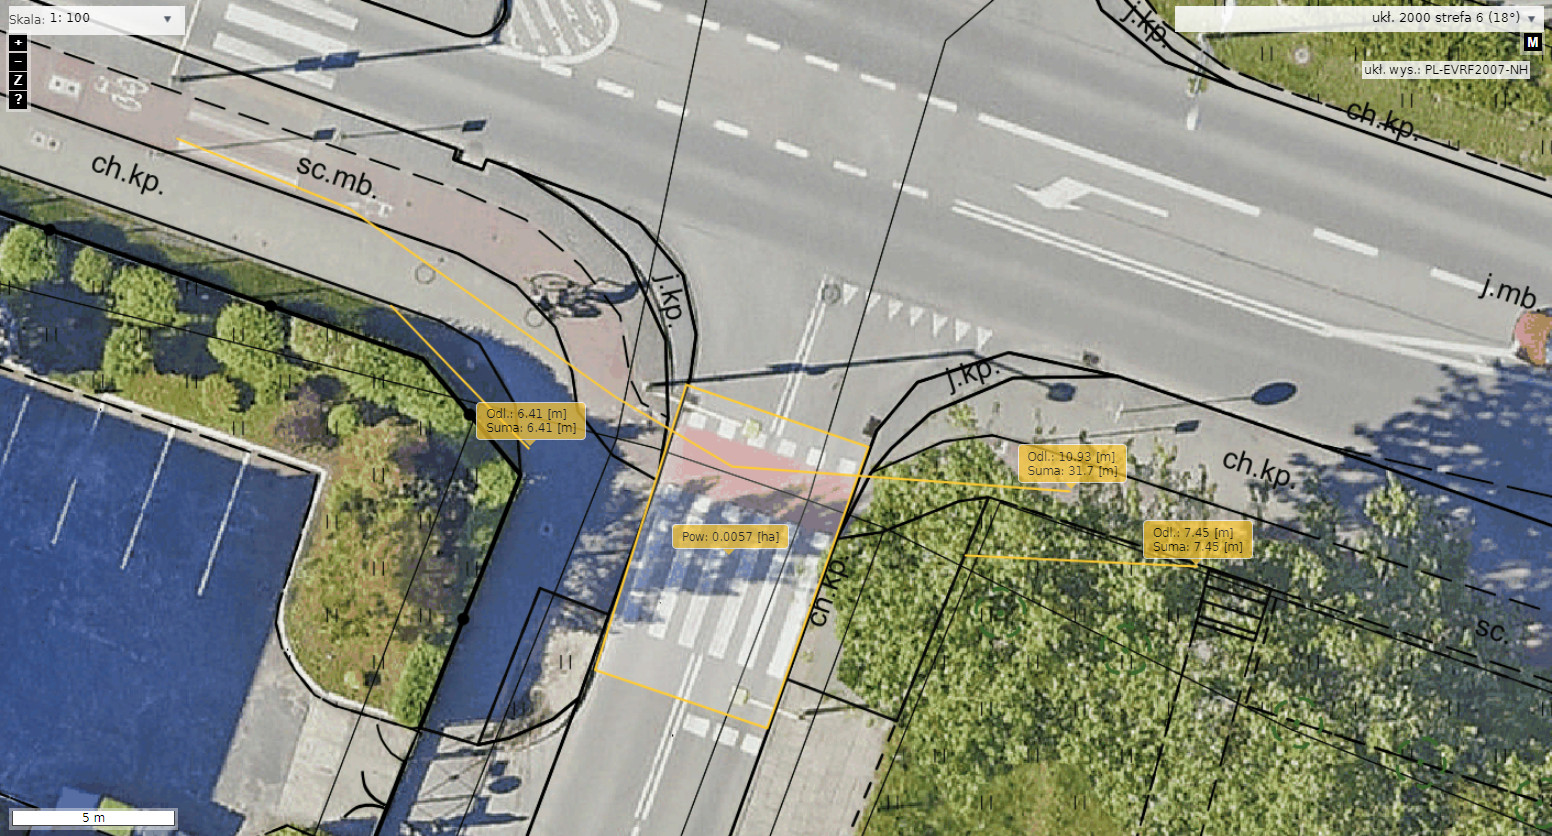 Skala: 1: 100
ukł. 2000 strefa 6 (18°)
+
−
Z
?
M
ukł. wys.: PL-EVRF2007-NH
j.kp.
ch.kp.
ch.kp.
sc.mb.
j.kp.
j.mb.
j.kp.
Odl.: 6.41 [m]
Suma: 6.41 [m]
Odl.: 10.93 [m]
Suma: 31.7 [m]
ch.kp.
Pow: 0.0057 [ha]
Odl.: 7.45 [m]
Suma: 7.45 [m]
ch.kp.
sc.
5 m